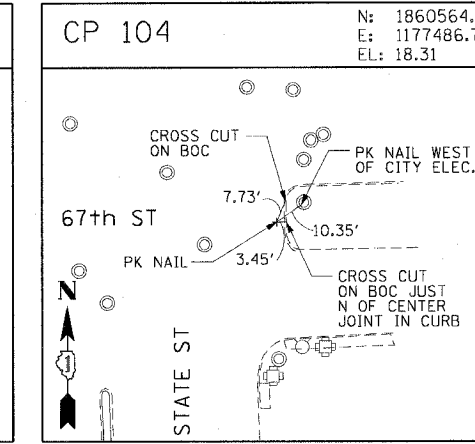 CP 104
N: 1860564.
E: 1177486.7
EL: 18.31
CROSS CUT
ON BOC
PK NAIL WEST
OF CITY ELEC.
7.73'
67th ST
10.35'
PK NAIL
3.45'
CROSS CUT
ON BOC JUST
N OF CENTER
JOINT IN CURB
N
STATE ST